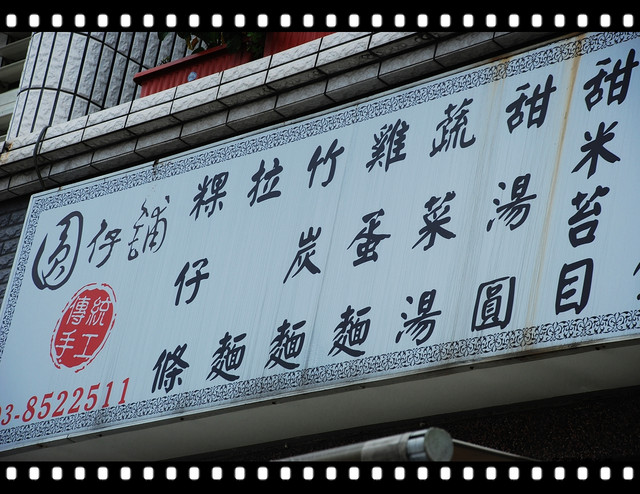 圓仔舖
傳統
手工
03-8522511
粿仔條
拉麵
竹炭麵
雞蛋麵
蔬菜湯
甜湯圓
甜米苔目